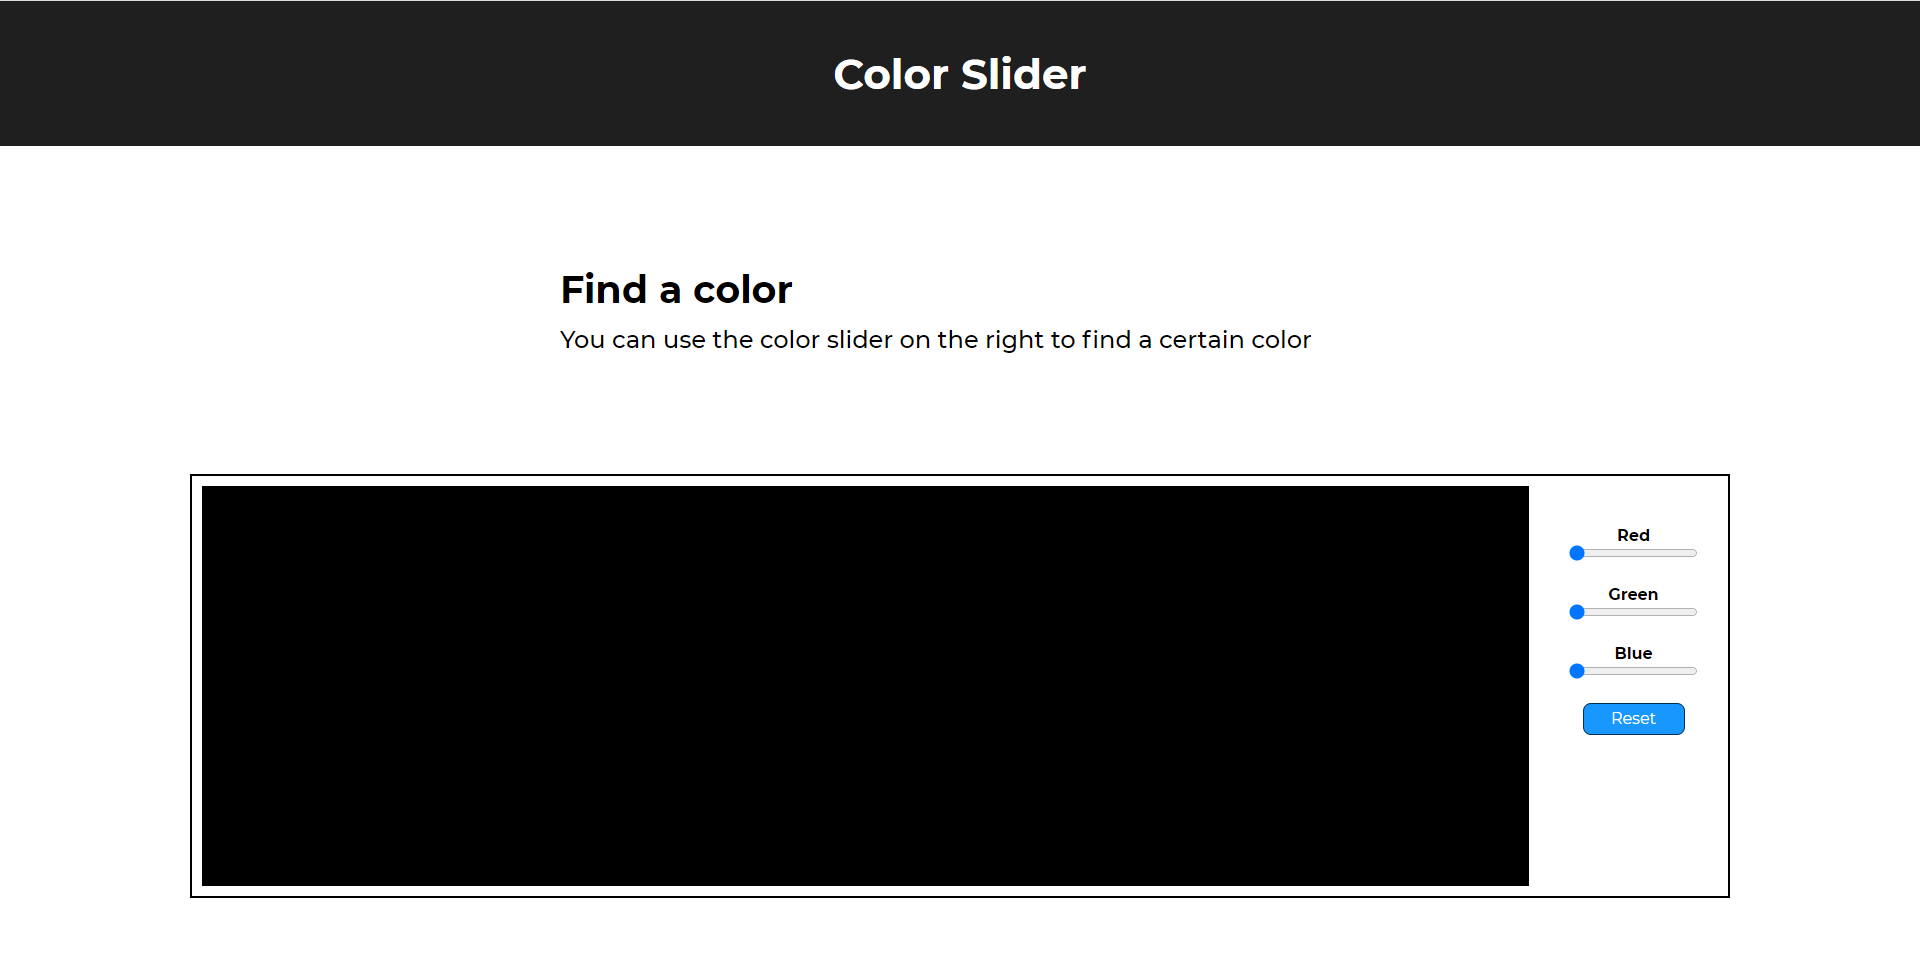 Color Slider
Find a color
You can use the color slider on the right to find a certain color
Red
Green
Blue
Reset